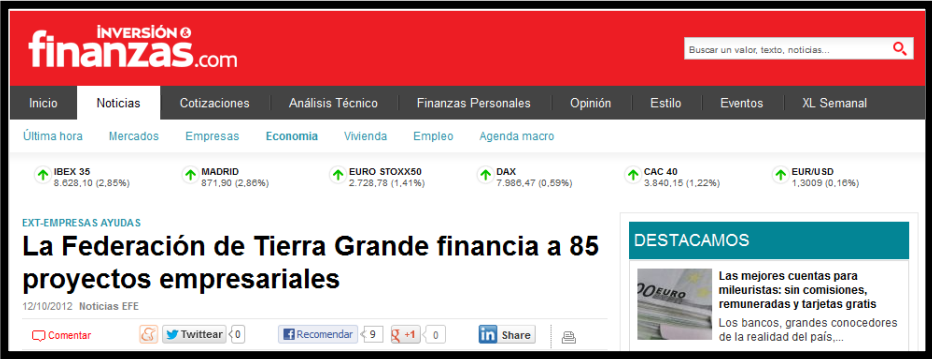 INVERSIÓN &
finanzas.com
Buscar un valor, texto, noticias...
Inicio Noticias Cotizaciones Análisis Técnico Finanzas Personales Opinión Estilo Eventos XL Semanal
Última hora Mercados Empresas Economia Vivienda Empleo Agenda macro
IBEX 35 MADRID EURO STOXX50 DAX CAC 40 EUR/USD
8.628,10 (2,85%) 871,90 (2,86%) 2.728,78 (1,41%) 7.986,47 (0,59%) 3.840,15 (1,22%) 1,3009 (0,16%)
EXT-EMPRESAS AYUDAS
La Federación de Tierra Grande financia a 85
proyectos empresariales
12/10/2012 Noticias EFE
Comentar Twittear 0 f Recomendar 9 g +1 0 in Share
DESTACAMOS
00 EURO
Las mejores cuentas para
mileuristas: sin comisiones,
remuneradas y tarjetas gratis
Los bancos, grandes conocedores
de la realidad del país,...